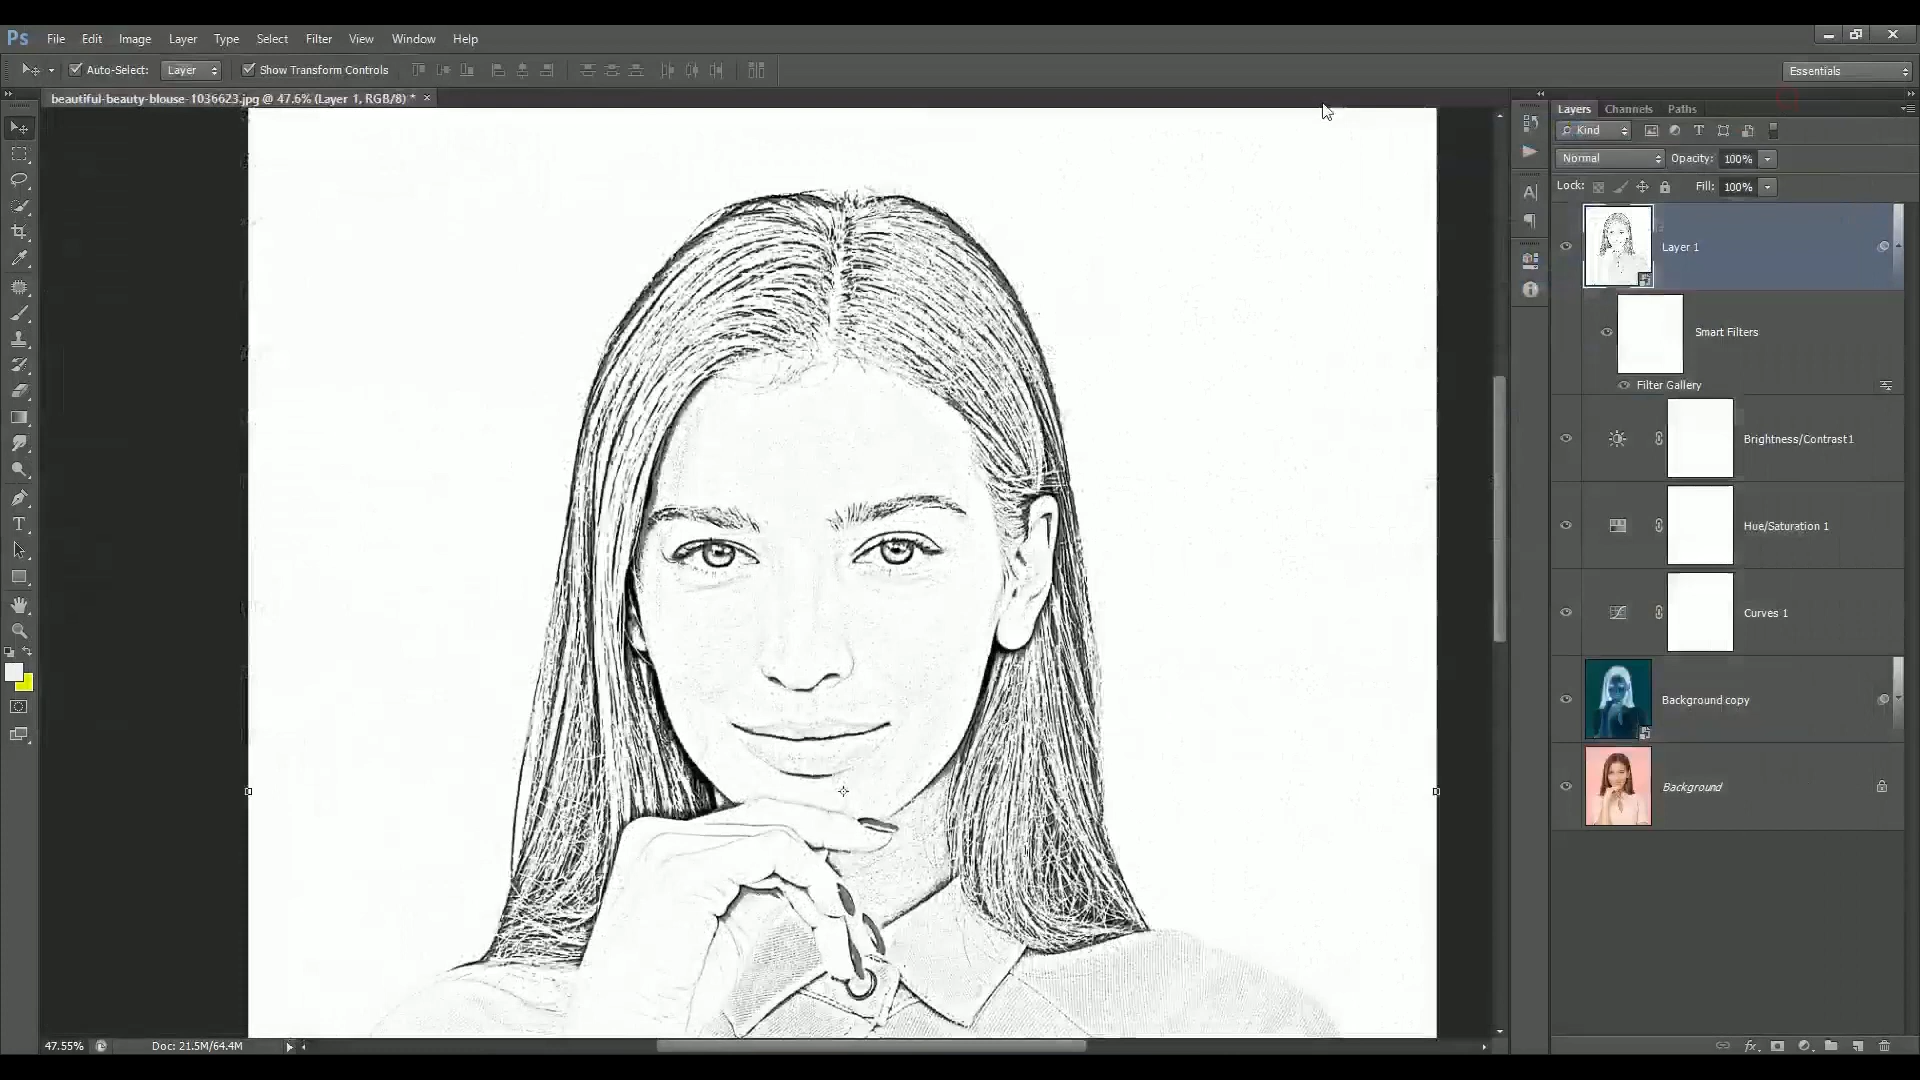 Ps File Edit Image Layer Type Select Filter View Window Help
Auto-Select: Layer Show Transform Controls Essentials
beautiful-beauty-blouse-1036623.jpg @ 47.6% (Layer 1, RGB/8) * ×
Layers Channels Paths
Kind
Normal Opacity: 100%
Lock: Fill: 100%
Layer 1
Smart Filters
Filter Gallery
Brightness/Contrast 1
Hue/Saturation 1
Curves 1
Background copy
Background
47.55% Doc: 21.5M/64.4M